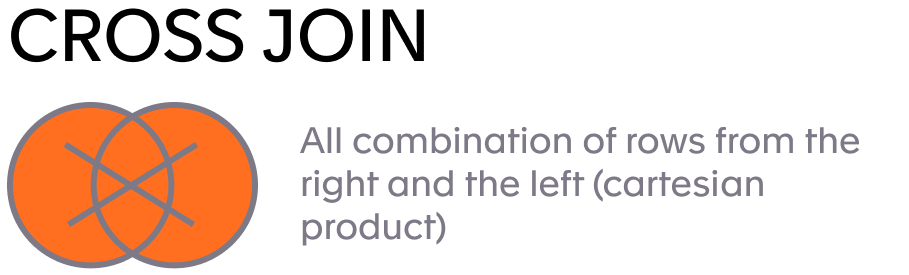 CROSS JOIN
All combination of rows from the
right and the left (cartesian
product)